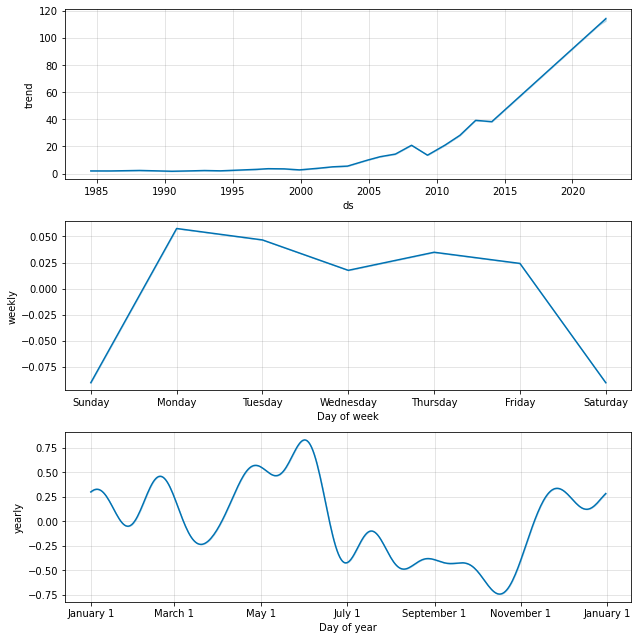 120
100
80
60
40
20
0
trend
1985 1990 1995 2000 2005 2010 2015 2020
ds
0.050
0.025
0.000
−0.025
−0.050
−0.075
weekly
Sunday Monday Tuesday Wednesday Thursday Friday Saturday
Day of week
0.75
0.50
0.25
0.00
−0.25
−0.50
−0.75
yearly
January 1 March 1 May 1 July 1 September 1 November 1 January 1
Day of year